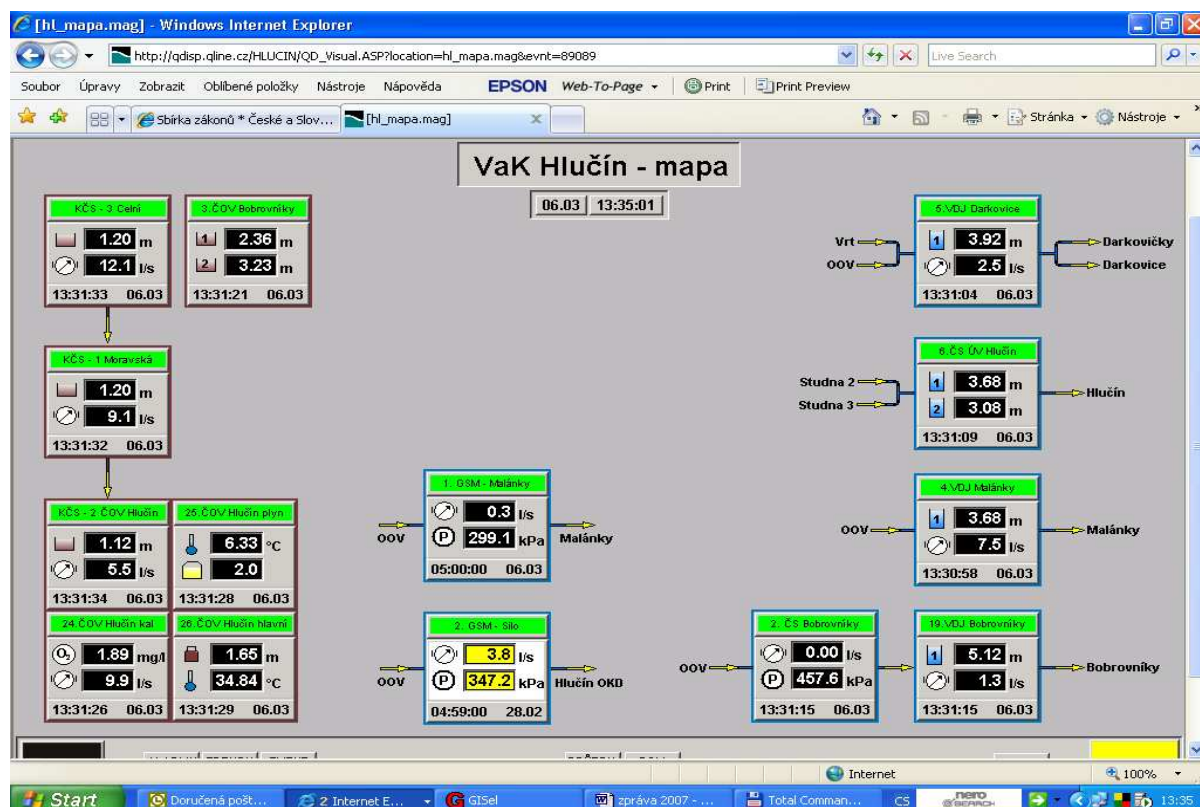 [hl_mapa.mag] - Windows Internet Explorer
http://qdisp.qline.cz/HLUCIN/QD_Visual.ASP?location=hl_mapa.mag&evnt=89089
Live Search
Soubor Úpravy Zobrazit Oblíbené položky Nástroje Nápověda EPSON Web-To-Page Print Print Preview
Sbírka zákonů * České a Slov... [hl_mapa.mag] Stránka Nástroje
VaK Hlučín - mapa
06.03 13:35:01
KČS - 3 Celní
1.20 m
12.1 l/s
13:31:33 06.03
3.ČOV Bobrovníky
1 2.36 m
2 3.23 m
13:31:21 06.03
5.VDJ Darkovice
Vrt
OOV
1 3.92 m
2.5 l/s
13:31:04 06.03
Darkovičky
Darkovice
KČS - 1 Moravská
1.20 m
9.1 l/s
13:31:32 06.03
6.ČS ÚV Hlučín
Studna 2
Studna 3
1 3.68 m
2 3.08 m
13:31:09 06.03
Hlučín
KČS - 2 ČOV Hlučín
1.12 m
5.5 l/s
13:31:34 06.03
25.ČOV Hlučín plyn
6.33 °C
2.0
13:31:28 06.03
1. GSM - Malánky
OOV
0.3 l/s
P 299.1 kPa
05:00:00 06.03
Malánky
4.VDJ Malánky
OOV
1 3.68 m
7.5 l/s
13:30:58 06.03
Malánky
24.ČOV Hlučín kal
O2 1.89 mg/l
9.9 l/s
13:31:26 06.03
26.ČOV Hlučín hlavní
1.65 m
34.84 °C
13:31:29 06.03
2. GSM - Silo
OOV
3.8 l/s
P 347.2 kPa
04:59:00 28.02
Hlučín OKD
2. ČS Bobrovníky
OOV
0.00 l/s
P 457.6 kPa
13:31:15 06.03
19.VDJ Bobrovníky
1 5.12 m
1.3 l/s
13:31:15 06.03
Bobrovníky
Internet 100%
Start Doručená pošt... 2 Internet E... GISel zpráva 2007 - ... Total Comman... CS nero SEARCH 13:35